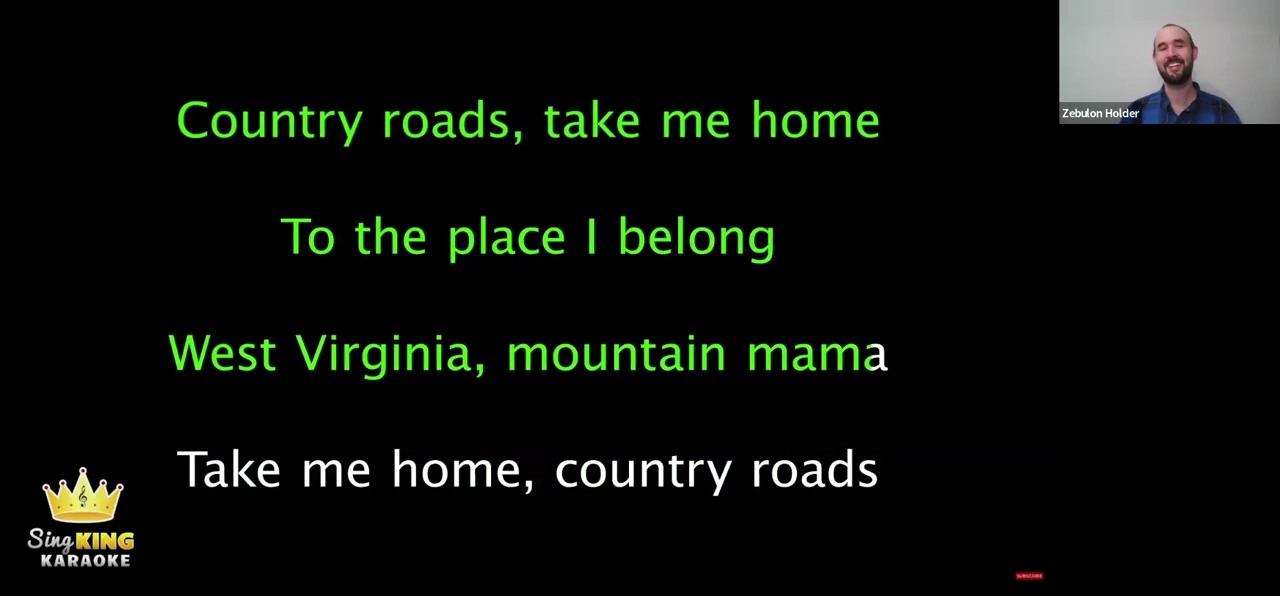 Country roads, take me home
Zebulon Holder
To the place I belong
West Virginia, mountain mama
Take me home, country roads
Sing KING
KARAOKE
SUBSCRIBE